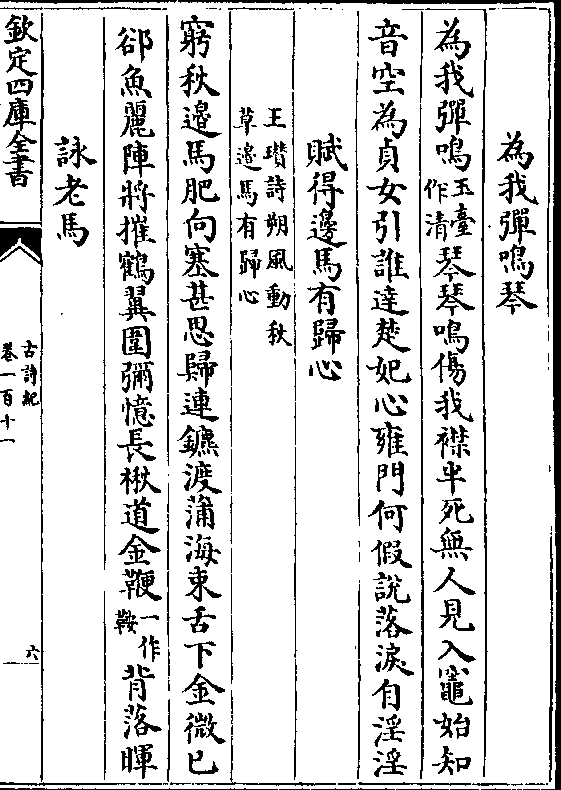 為我彈鳴琴
為我彈鳴玉臺作清琴琴鳴傷我襟半死無人見入竈始知
音空為貞女引誰達楚妃心雍門何假說落淚自淫淫
賦得邊馬有歸心
王瓚詩朔風動秋
草邊馬有歸心
窮秋邉馬肥向塞甚思歸連鑣渡蒲海束舌下金微已
郤魚麗陣將摧鶴翼圍彌憶長楸道金鞭一作鞍背落暉
詠老馬
欽定四庫全書
古詩紀
卷一百十一
六